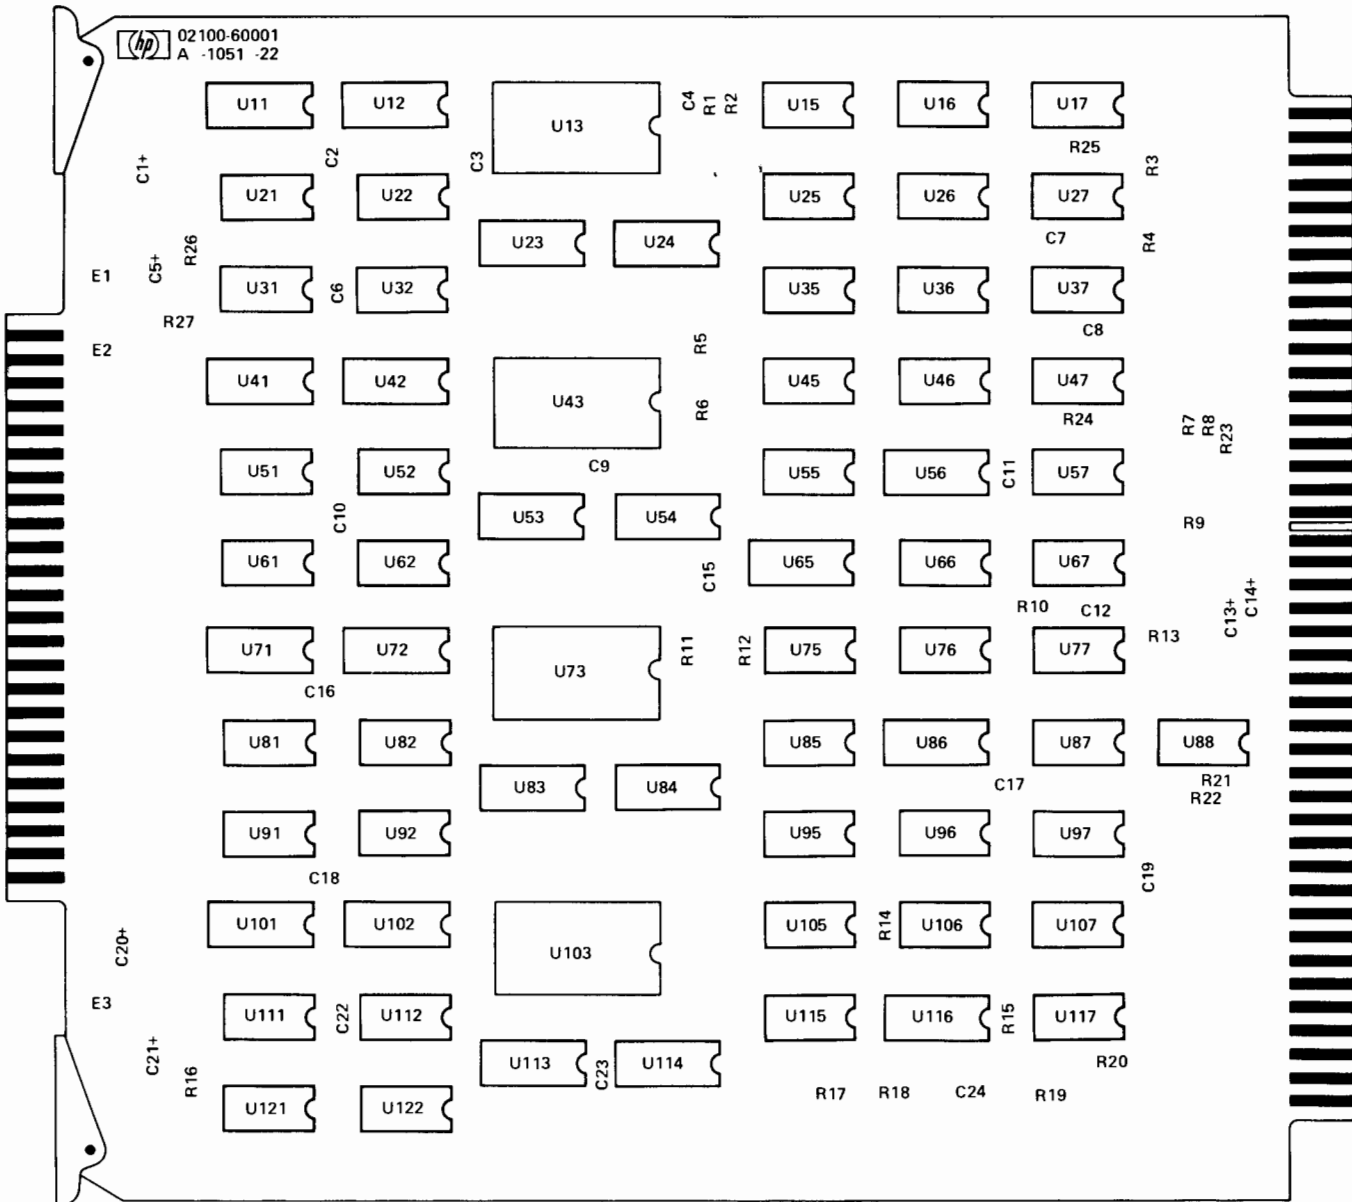 hp 02100-60001
A -1051 -22
U11 U12 U13 C4 R1 R2 U15 U16 U17
R25
C1+ C2 C3 R3
U21 U22 U25 U26 U27
U23 U24 C7 R4
E1 C5+ R26
U31 C6 U32 U35 U36 U37
R27 C8
E2 R5
U41 U42 U43 R6 U45 U46 U47
R24 R7 R8 R23
U51 U52 C9 U55 U56 C11 U57
C10 U53 U54 R9
U61 U62 C15 U65 U66 U67
R10 C12 C13+ C14+
U71 U72 U73 R11 R12 U75 U76 U77 R13
C16
U81 U82 U85 U86 U87 U88
U83 U84 C17 R21
R22
U91 U92 U95 U96 U97
C18 C19
C20+ U101 U102 U103 U105 R14 U106 U107
E3
U111 C22 U112 U115 U116 R15 U117
C21+ U113 C23 U114 R20
R16 R17 R18 C24 R19
U121 U122